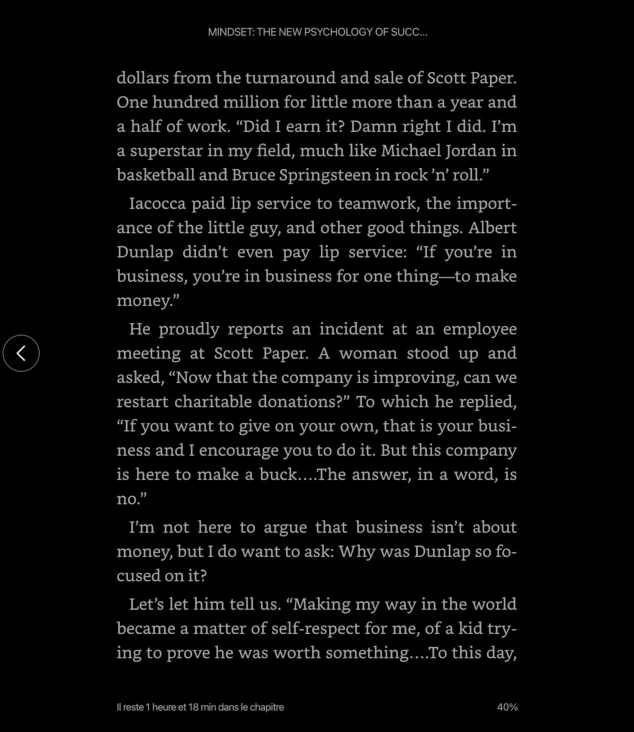 MINDSET: THE NEW PSYCHOLOGY OF SUCC...
dollars from the turnaround and sale of Scott Paper.
One hundred million for little more than a year and
a half of work. “Did I earn it? Damn right I did. I’m
a superstar in my field, much like Michael Jordan in
basketball and Bruce Springsteen in rock ’n’ roll.”
Iacocca paid lip service to teamwork, the import-
ance of the little guy, and other good things. Albert
Dunlap didn’t even pay lip service: “If you’re in
business, you’re in business for one thing—to make
money.”
He proudly reports an incident at an employee
meeting at Scott Paper. A woman stood up and
asked, “Now that the company is improving, can we
restart charitable donations?” To which he replied,
“If you want to give on your own, that is your busi-
ness and I encourage you to do it. But this company
is here to make a buck....The answer, in a word, is
no.”
I’m not here to argue that business isn’t about
money, but I do want to ask: Why was Dunlap so fo-
cused on it?
Let’s let him tell us. “Making my way in the world
became a matter of self-respect for me, of a kid try-
ing to prove he was worth something....To this day,
Il reste 1 heure et 18 min dans le chapitre
40%